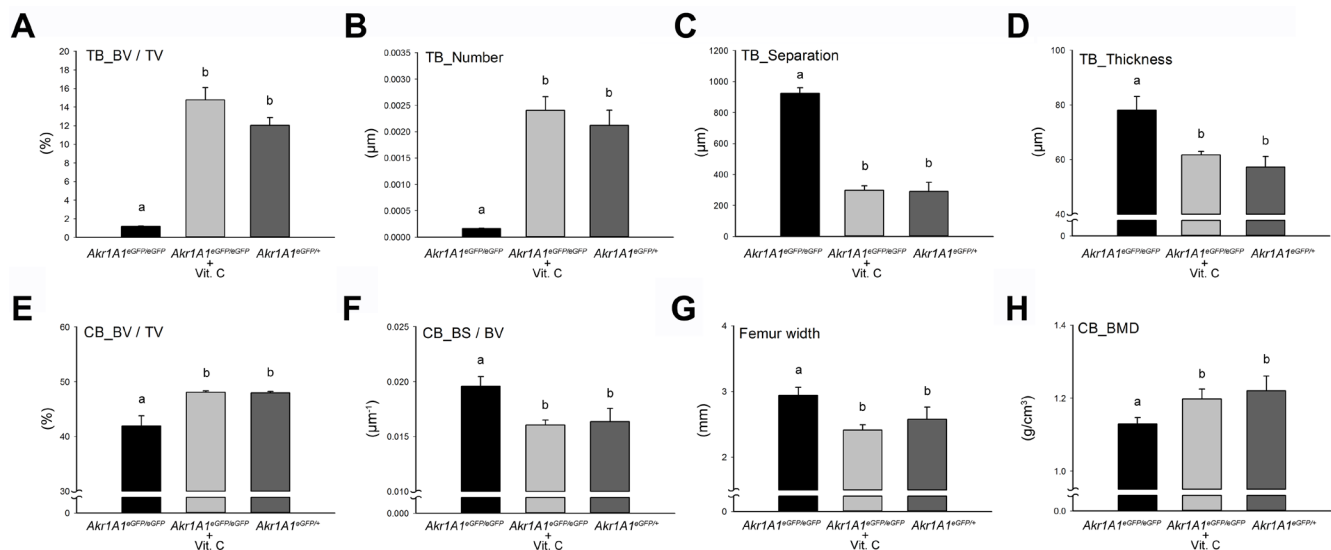 A
TB_BV / TV
(%)
20
18
16
14
12
10
8
6
4
2
0
a
b
b
Akr1A1eGFP/eGFP
Akr1A1eGFP/eGFP
+
Vit. C
Akr1A1eGFP/+
B
TB_Number
(µm)
0.0035
0.0030
0.0025
0.0020
0.0015
0.0010
0.0005
0.0000
a
b
b
Akr1A1eGFP/eGFP
Akr1A1eGFP/eGFP
+
Vit. C
Akr1A1eGFP/+
C
TB_Separation
(µm)
1200
1000
800
600
400
200
0
a
b
b
Akr1A1eGFP/eGFP
Akr1A1eGFP/eGFP
+
Vit. C
Akr1A1eGFP/+
D
TB_Thickness
(µm)
100
80
60
40
0
a
b
b
Akr1A1eGFP/eGFP
Akr1A1eGFP/eGFP
+
Vit. C
Akr1A1eGFP/+
E
CB_BV / TV
(%)
60
50
40
30
0
a
b
b
Akr1A1eGFP/eGFP
Akr1A1eGFP/eGFP
+
Vit. C
Akr1A1eGFP/+
F
CB_BS / BV
(µm-1)
0.025
0.020
0.015
0.010
0.000
a
b
b
Akr1A1eGFP/eGFP
Akr1A1eGFP/eGFP
+
Vit. C
Akr1A1eGFP/+
G
Femur width
(mm)
4
3
2
0
a
b
b
Akr1A1eGFP/eGFP
Akr1A1eGFP/eGFP
+
Vit. C
Akr1A1eGFP/+
H
CB_BMD
(g/cm3)
1.4
1.2
1.0
0.0
a
b
b
Akr1A1eGFP/eGFP
Akr1A1eGFP/eGFP
+
Vit. C
Akr1A1eGFP/+